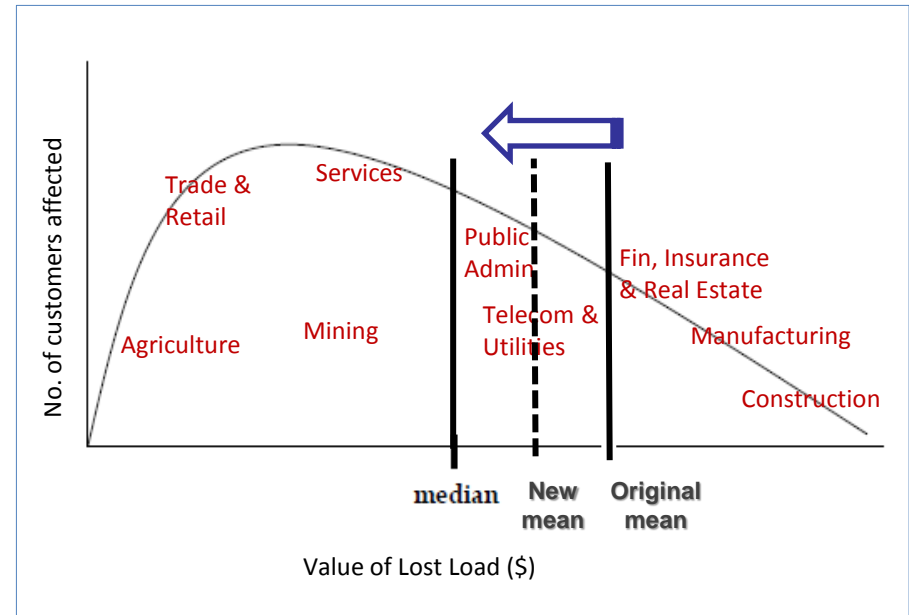 No. of customers affected
Trade &
Retail
Services
Public
Admin
Fin, Insurance
& Real Estate
Agriculture
Mining
Telecom &
Utilities
Manufacturing
Construction
median
New
mean
Original
mean
Value of Lost Load ($)